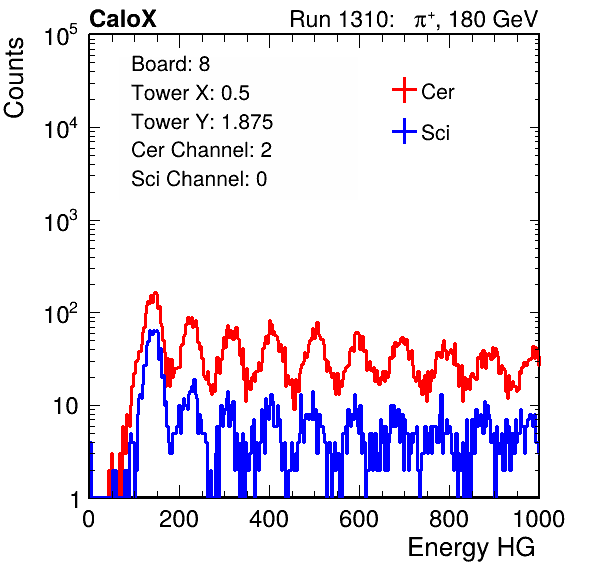 CaloX Run 1310: π⁺, 180 GeV
Counts
Board: 8
Tower X: 0.5
Tower Y: 1.875
Cer Channel: 2
Sci Channel: 0
Cer
Sci
10⁵
10⁴
10³
10²
10
1
0 200 400 600 800 1000
Energy HG